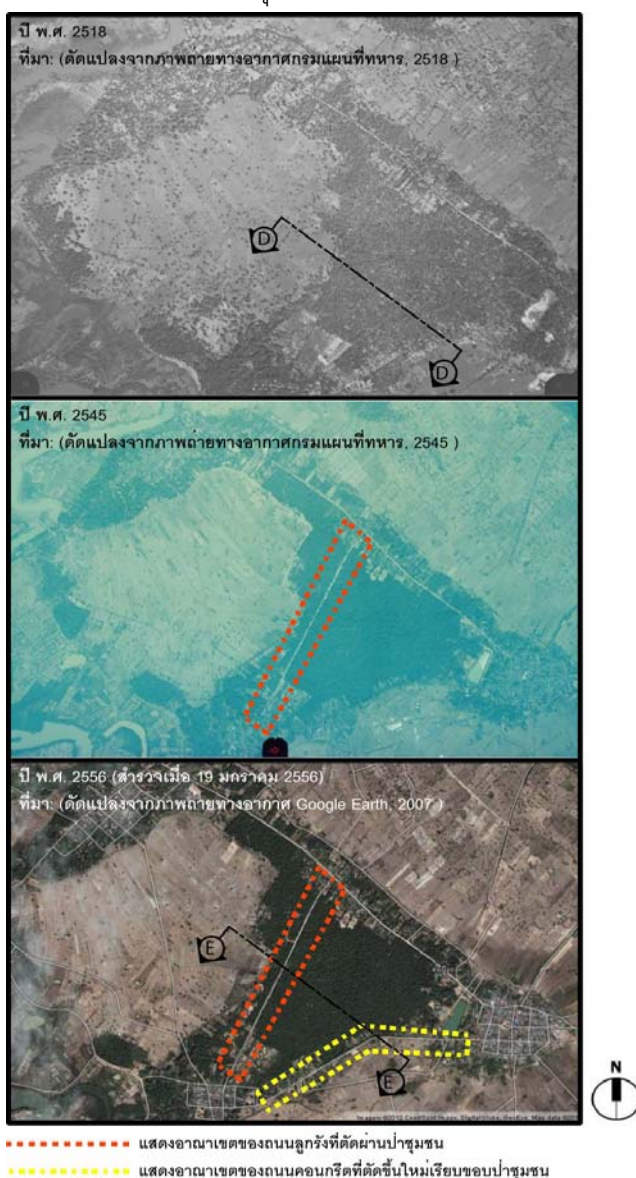 ปี พ.ศ. 2518
ที่มา: (ดัดแปลงจากภาพถ่ายทางอากาศกรมแผนที่ทหาร, 2518 )
D
D
ปี พ.ศ. 2545
ที่มา: (ดัดแปลงจากภาพถ่ายทางอากาศกรมแผนที่ทหาร, 2545 )
ปี พ.ศ. 2556 (สำรวจเมื่อ 19 มกราคม 2556)
ที่มา: (ดัดแปลงจากภาพถ่ายทางอากาศ Google Earth, 2007 )
E
E
N
แสดงอาณาเขตของถนนลูกรังที่ตัดผ่านป่าชุมชน
แสดงอาณาเขตของถนนคอนกรีตที่ตัดขึ้นใหม่เรียบขอบป่าชุมชน